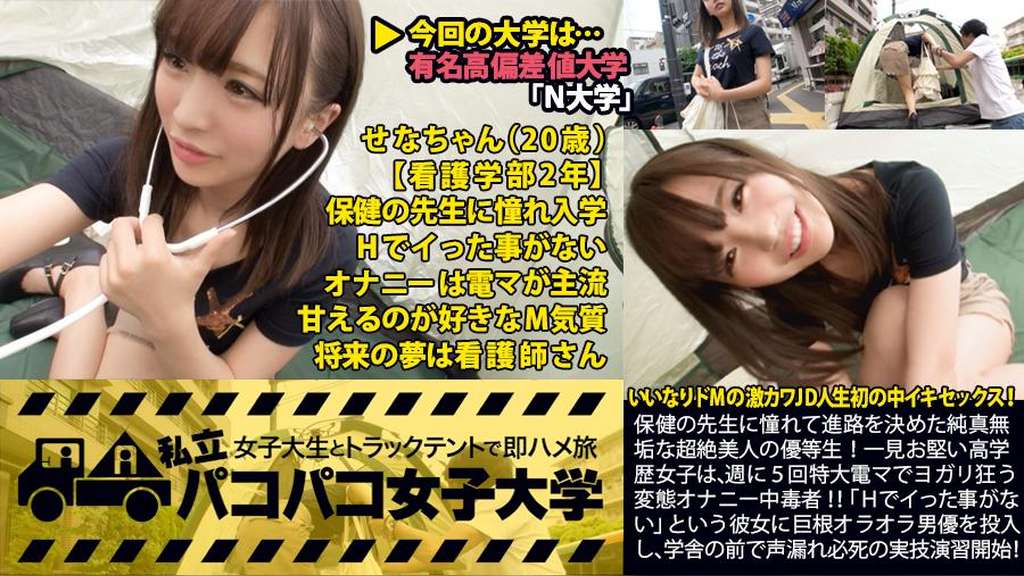 ▶今回の大学は…
有名高偏差値大学
「N大学」
せなちゃん(20歳)
【看護学部2年】
保健の先生に憧れ入学
Hでイった事がない
オナニーは電マが主流
甘えるのが好きなM気質
将来の夢は看護師さん
私立
女子大生とトラックテントで即ハメ旅
パコパコ女子大学
いいなりドMの激カワJD人生初の中イキセックス!
保健の先生に憧れて進路を決めた純真無
垢な超絶美人の優等生!一見お堅い高学
歴女子は、週に5回特大電マでヨガリ狂う
変態オナニー中毒者!!「Hでイった事がな
い」という彼女に巨根オラオラ男優を投入
し、学舎の前で声漏れ必死の実技演習開始!